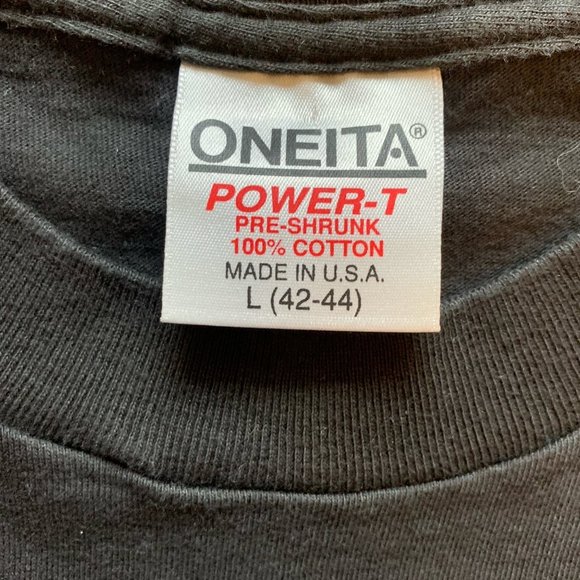 ONEITA®
POWER-T
PRE-SHRUNK
100% COTTON
MADE IN U.S.A.
L (42-44)